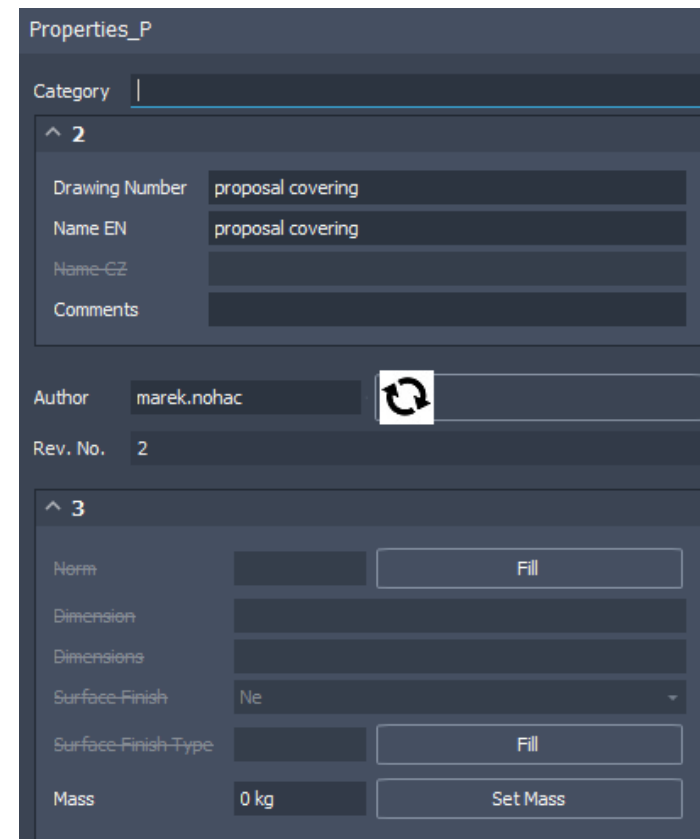 Properties_P
Category
2
Drawing Number proposal covering
Name EN proposal covering
Name CZ
Comments
Author marek.nohac
Rev. No. 2
3
Norm Fill
Dimension
Dimensions
Surface Finish Ne
Surface Finish Type Fill
Mass 0 kg Set Mass